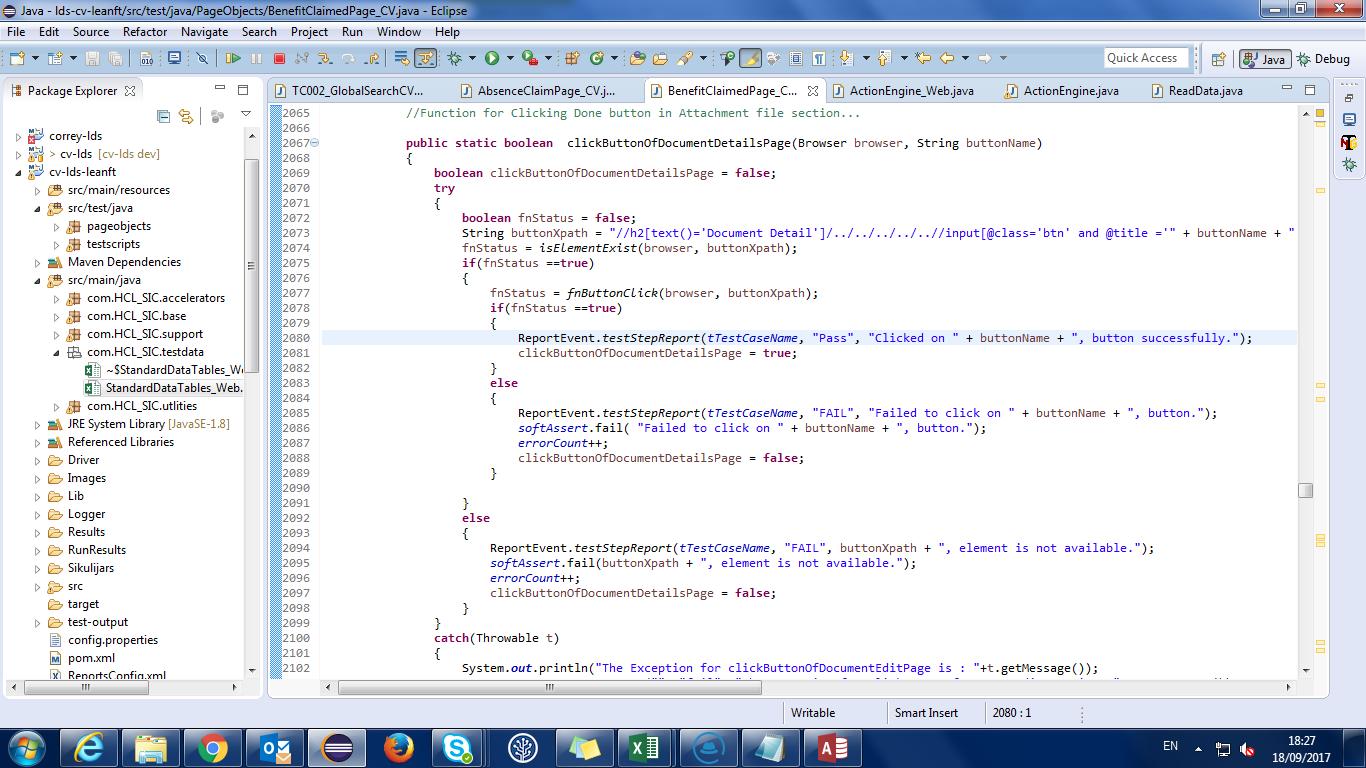 Java - lds-cv-leanft/src/test/java/PageObjects/BenefitClaimedPage_CV.java - Eclipse
File Edit Source Refactor Navigate Search Project Run Window Help
Quick Access Java Debug
Package Explorer
TC002_GlobalSearchCV... AbsenceClaimPage_CV.j... BenefitClaimedPage_C... ActionEngine_Web.java ActionEngine.java ReadData.java
correy-lds
> cv-lds [cv-lds dev]
cv-lds-leanft
src/main/resources
src/test/java
pageobjects
testscripts
Maven Dependencies
src/main/java
com.HCL_SIC.accelerators
com.HCL_SIC.base
com.HCL_SIC.support
com.HCL_SIC.testdata
~$StandardDataTables_We
StandardDataTables_Web.
com.HCL_SIC.utlities
JRE System Library [JavaSE-1.8]
Referenced Libraries
Driver
Images
Lib
Logger
Results
RunResults
Sikulijars
src
target
test-output
config.properties
pom.xml
ReportsConfig.xml
2065 //Function for Clicking Done button in Attachment file section...
2066
2067 public static boolean clickButtonOfDocumentDetailsPage(Browser browser, String buttonName)
2068 {
2069 boolean clickButtonOfDocumentDetailsPage = false;
2070 try
2071 {
2072 boolean fnStatus = false;
2073 String buttonXpath = "//h2[text()='Document Detail']/../../../../..//input[@class='btn' and @title ='" + buttonName + "
2074 fnStatus = isElementExist(browser, buttonXpath);
2075 if(fnStatus ==true)
2076 {
2077 fnStatus = fnButtonClick(browser, buttonXpath);
2078 if(fnStatus ==true)
2079 {
2080 ReportEvent.testStepReport(tTestCaseName, "Pass", "Clicked on " + buttonName + ", button successfully.");
2081 clickButtonOfDocumentDetailsPage = true;
2082 }
2083 else
2084 {
2085 ReportEvent.testStepReport(tTestCaseName, "FAIL", "Failed to click on " + buttonName + ", button.");
2086 softAssert.fail( "Failed to click on " + buttonName + ", button.");
2087 errorCount++;
2088 clickButtonOfDocumentDetailsPage = false;
2089 }
2090
2091 }
2092 else
2093 {
2094 ReportEvent.testStepReport(tTestCaseName, "FAIL", buttonXpath + ", element is not available.");
2095 softAssert.fail(buttonXpath + ", element is not available.");
2096 errorCount++;
2097 clickButtonOfDocumentDetailsPage = false;
2098 }
2099 }
2100 catch(Throwable t)
2101 {
2102 System.out.println("The Exception for clickButtonOfDocumentEditPage is : "+t.getMessage());
Writable Smart Insert 2080 : 1
EN 18:27
18/09/2017